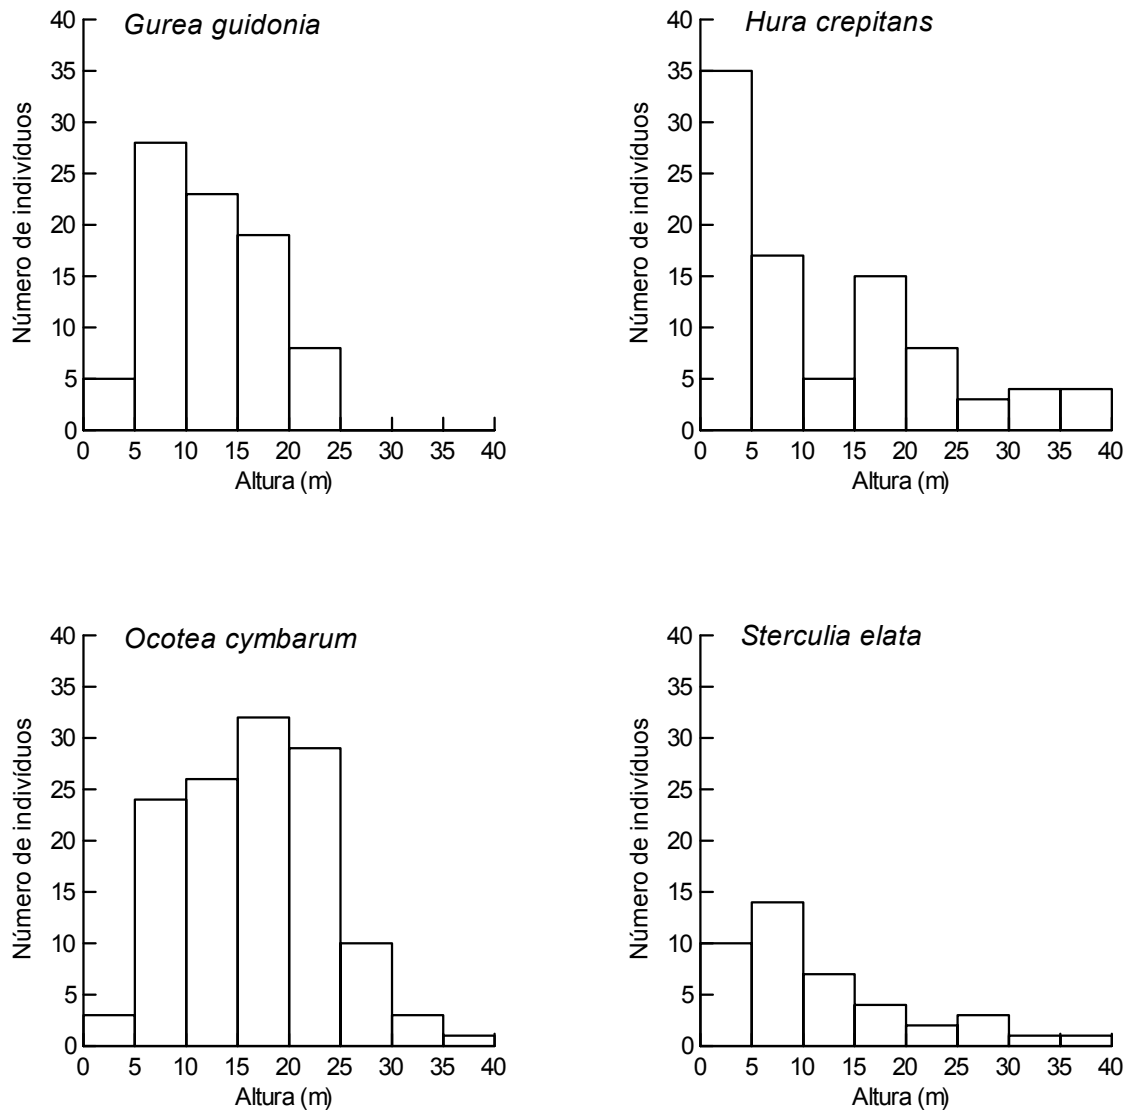 Gurea guidonia
Número de indivíduos
40
35
30
25
20
15
10
5
0
0 5 10 15 20 25 30 35 40
Altura (m)
Hura crepitans
Número de indivíduos
40
35
30
25
20
15
10
5
0
0 5 10 15 20 25 30 35 40
Altura (m)
Ocotea cymbarum
Número de indivíduos
40
35
30
25
20
15
10
5
0
0 5 10 15 20 25 30 35 40
Altura (m)
Sterculia elata
Número de indivíduos
40
35
30
25
20
15
10
5
0
0 5 10 15 20 25 30 35 40
Altura (m)